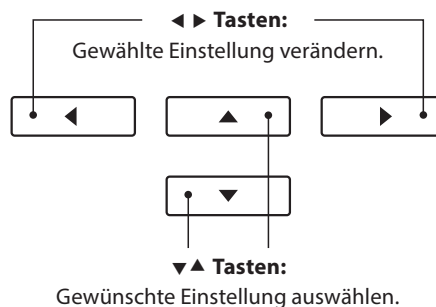 ◀ ▶ Tasten:
Gewählte Einstellung verändern.
◀ ▲ ▶
▼
▼▲ Tasten:
Gewünschte Einstellung auswählen.